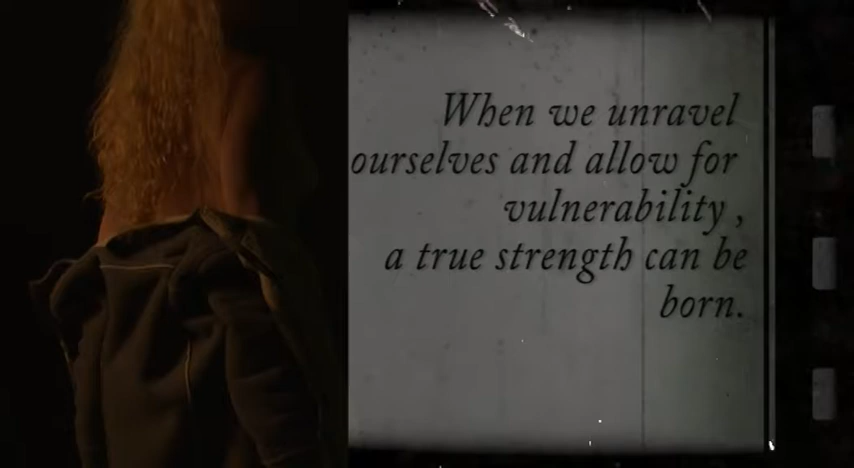 When we unravel
ourselves and allow for
vulnerability ,
a true strength can be
born.